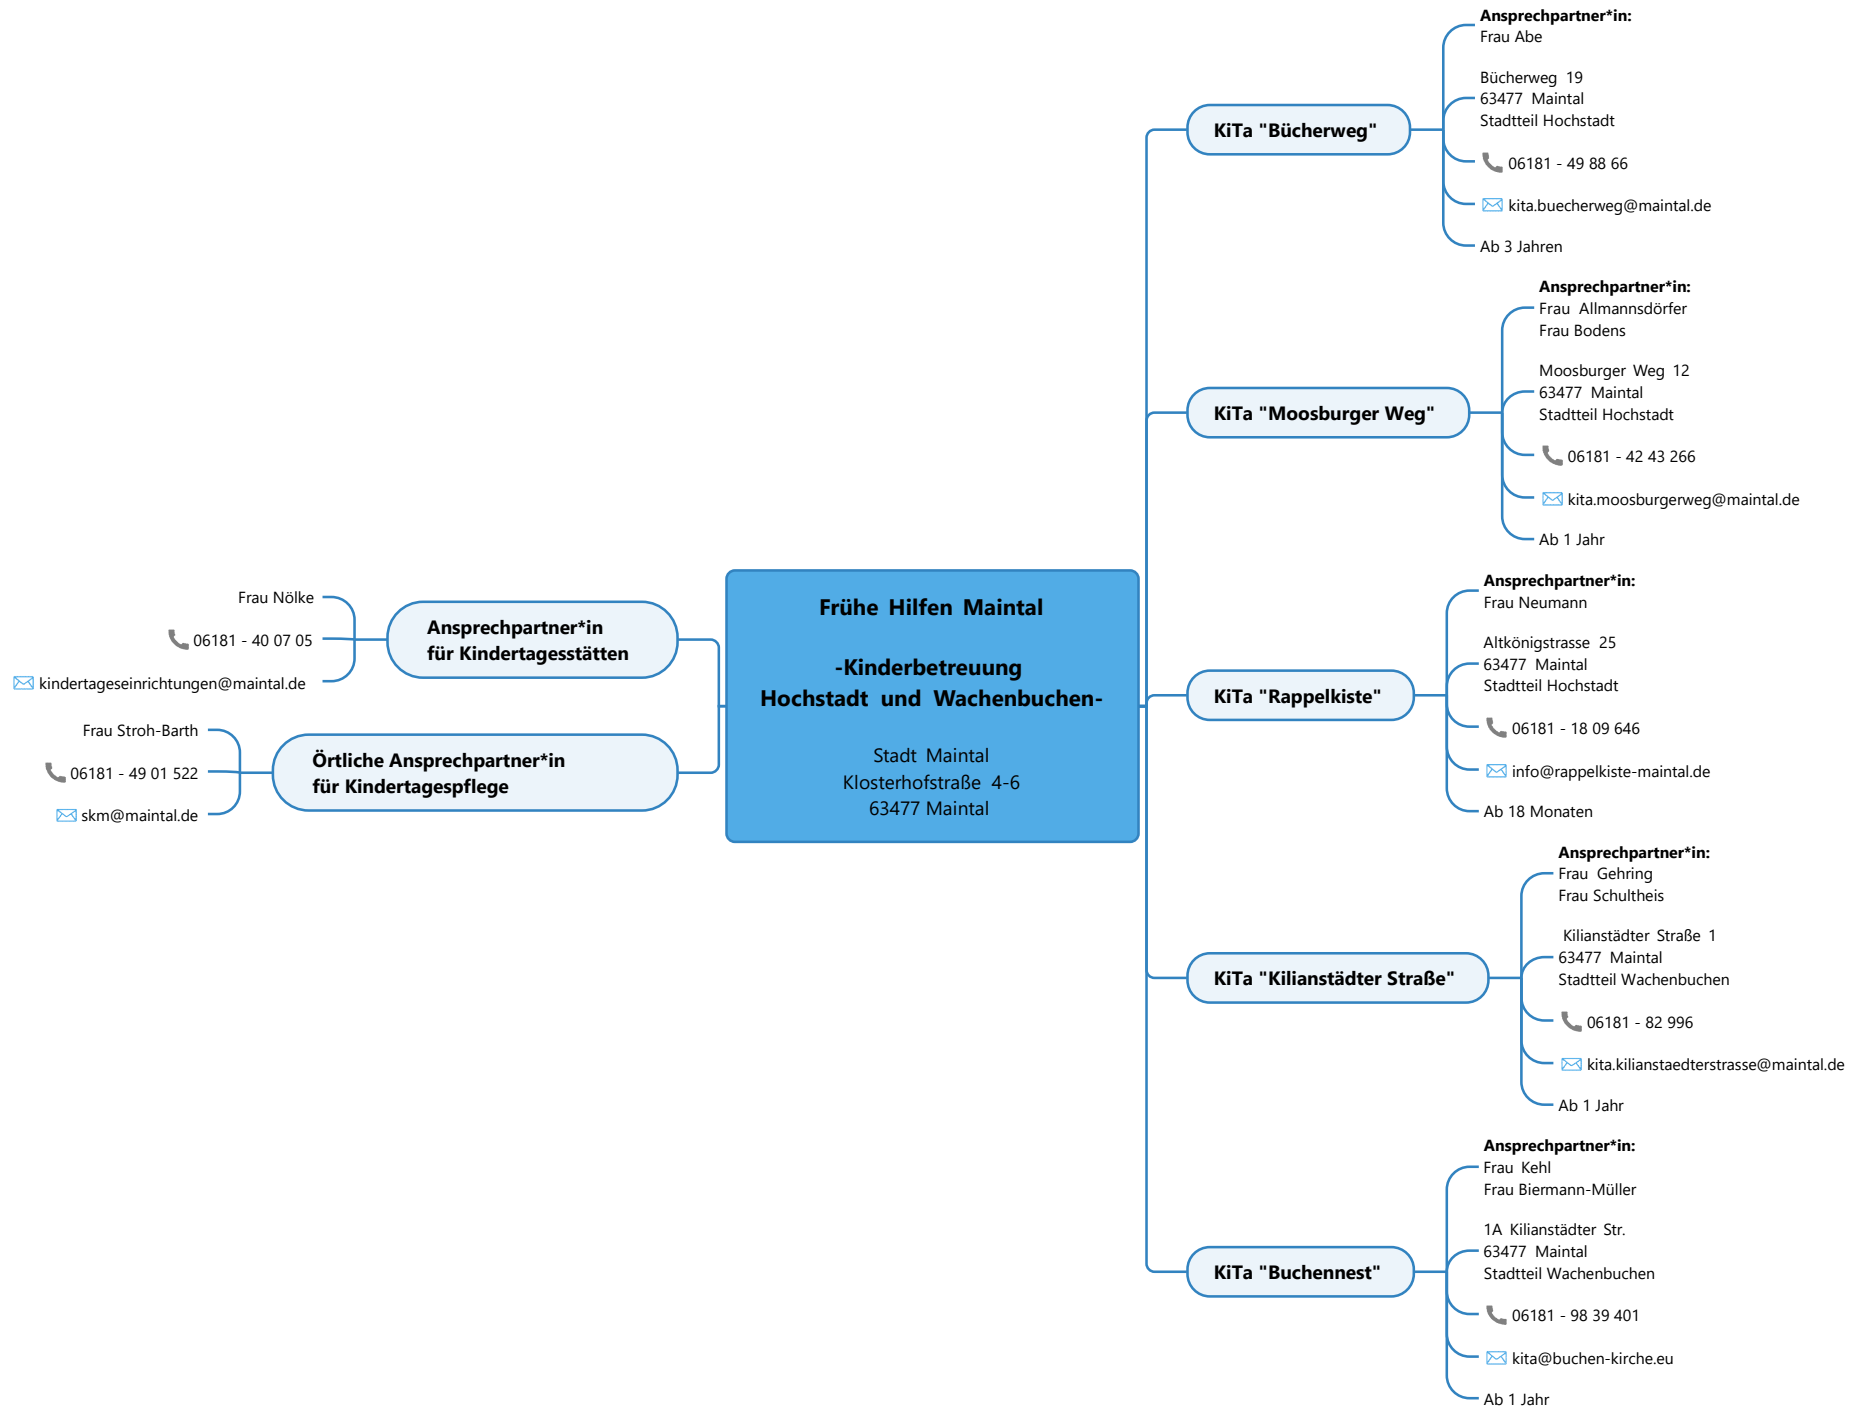 Frühe Hilfen Maintal
-Kinderbetreuung
Hochstadt und Wachenbuchen-
Stadt Maintal
Klosterhofstraße 4-6
63477 Maintal
Ansprechpartner*in
für Kindertagesstätten
Frau Nölke
06181 - 40 07 05
kindertageseinrichtungen@maintal.de
Örtliche Ansprechpartner*in
für Kindertagespflege
Frau Stroh-Barth
06181 - 49 01 522
skm@maintal.de
KiTa "Bücherweg"
Ansprechpartner*in:
Frau Abe
Bücherweg 19
63477 Maintal
Stadtteil Hochstadt
06181 - 49 88 66
kita.buecherweg@maintal.de
Ab 3 Jahren
KiTa "Moosburger Weg"
Ansprechpartner*in:
Frau Allmannsdörfer
Frau Bodens
Moosburger Weg 12
63477 Maintal
Stadtteil Hochstadt
06181 - 42 43 266
kita.moosburgerweg@maintal.de
Ab 1 Jahr
KiTa "Rappelkiste"
Ansprechpartner*in:
Frau Neumann
Altkönigstrasse 25
63477 Maintal
Stadtteil Hochstadt
06181 - 18 09 646
info@rappelkiste-maintal.de
Ab 18 Monaten
KiTa "Kilianstädter Straße"
Ansprechpartner*in:
Frau Gehring
Frau Schultheis
Kilianstädter Straße 1
63477 Maintal
Stadtteil Wachenbuchen
06181 - 82 996
kita.kilianstaedterstrasse@maintal.de
Ab 1 Jahr
KiTa "Buchennest"
Ansprechpartner*in:
Frau Kehl
Frau Biermann-Müller
1A Kilianstädter Str.
63477 Maintal
Stadtteil Wachenbuchen
06181 - 98 39 401
kita@buchen-kirche.eu
Ab 1 Jahr